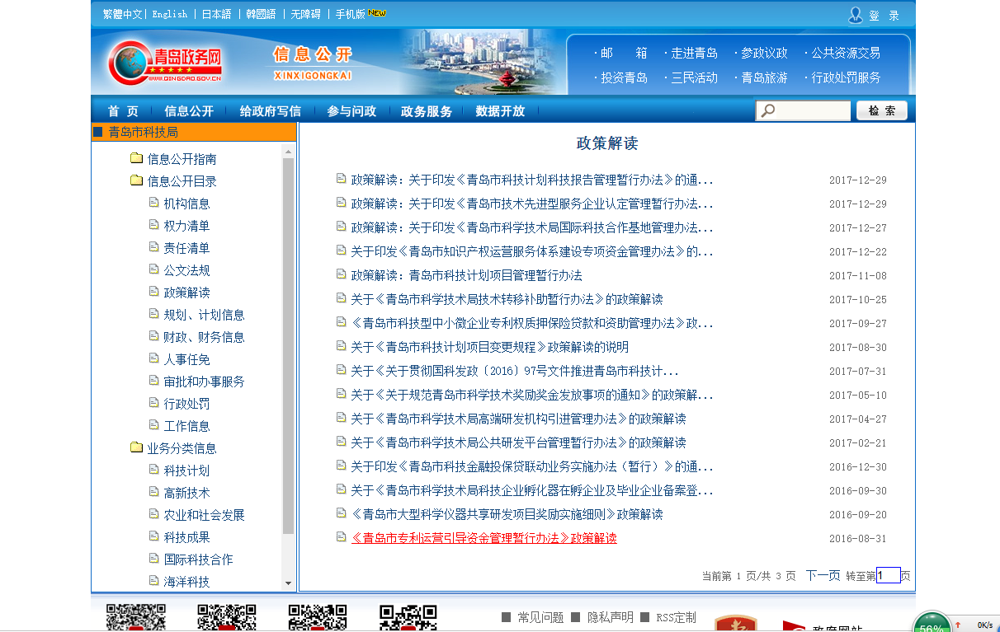 繁體中文| English | 日本語 | 韓國語 | 无障碍 | 手机版 NEW
登 录
青岛政务网
WWW.QINGDAO.GOV.CN
信息公开
XINXIGONGKAI
·邮 箱 ·走进青岛 ·参政议政 ·公共资源交易
·投资青岛 ·三民活动 ·青岛旅游 ·行政处罚服务
首 页 信息公开 给政府写信 参与问政 政务服务 数据开放
检 索
青岛市科技局
信息公开指南
信息公开目录
机构信息
权力清单
责任清单
公文法规
政策解读
规划、计划信息
财政、财务信息
人事任免
审批和办事服务
行政处罚
工作信息
业务分类信息
科技计划
高新技术
农业和社会发展
科技成果
国际科技合作
海洋科技
政策解读
政策解读：关于印发《青岛市科技计划科技报告管理暂行办法》的通... 2017-12-29
政策解读：关于印发《青岛市技术先进型服务企业认定管理暂行办法... 2017-12-29
政策解读：关于印发《青岛市科学技术局国际科技合作基地管理办法... 2017-12-27
关于印发《青岛市知识产权运营服务体系建设专项资金管理办法》的... 2017-12-22
政策解读：青岛市科技计划项目管理暂行办法 2017-11-08
关于《青岛市科学技术局技术转移补助暂行办法》的政策解读 2017-10-25
《青岛市科技型中小微企业专利权质押保险贷款和资助管理办法》政... 2017-09-27
关于《青岛市科技计划项目变更规程》政策解读的说明 2017-08-30
关于《关于贯彻国科发政〔2016〕97号文件推进青岛市科技计... 2017-07-31
关于《关于规范青岛市科学技术奖励奖金发放事项的通知》的政策解... 2017-05-10
关于《青岛市科学技术局高端研发机构引进管理办法》的政策解读 2017-04-27
关于《青岛市科学技术局公共研发平台管理暂行办法》的政策解读 2017-02-21
关于印发《青岛市科技金融投保贷联动业务实施办法（暂行）》的通... 2016-12-30
关于《青岛市科学技术局科技企业孵化器在孵企业及毕业企业备案登... 2016-09-30
《青岛市大型科学仪器共享研发项目奖励实施细则》政策解读 2016-09-20
《青岛市专利运营引导资金管理暂行办法》政策解读 2016-08-31
当前第 1 页/共 3 页 下一页 转至第1页
常见问题 隐私声明 RSS定制
政府网站
56% 0K/s